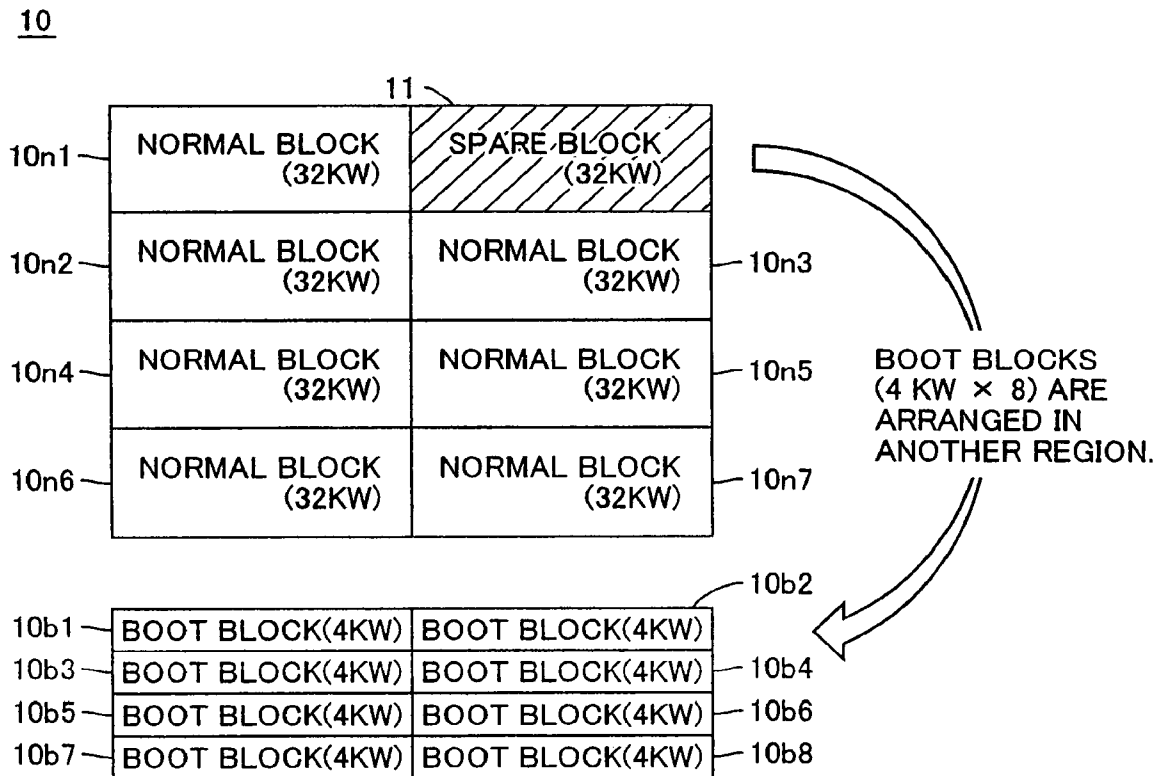 10
11
10n1
NORMAL BLOCK
(32KW)
SPARE BLOCK
(32KW)
10n2
NORMAL BLOCK
(32KW)
NORMAL BLOCK
(32KW)
10n3
10n4
NORMAL BLOCK
(32KW)
NORMAL BLOCK
(32KW)
10n5
10n6
NORMAL BLOCK
(32KW)
NORMAL BLOCK
(32KW)
10n7
BOOT BLOCKS
(4 KW × 8) ARE
ARRANGED IN
ANOTHER REGION.
10b2
10b1 BOOT BLOCK(4KW) BOOT BLOCK(4KW)
10b3 BOOT BLOCK(4KW) BOOT BLOCK(4KW) 10b4
10b5 BOOT BLOCK(4KW) BOOT BLOCK(4KW) 10b6
10b7 BOOT BLOCK(4KW) BOOT BLOCK(4KW) 10b8